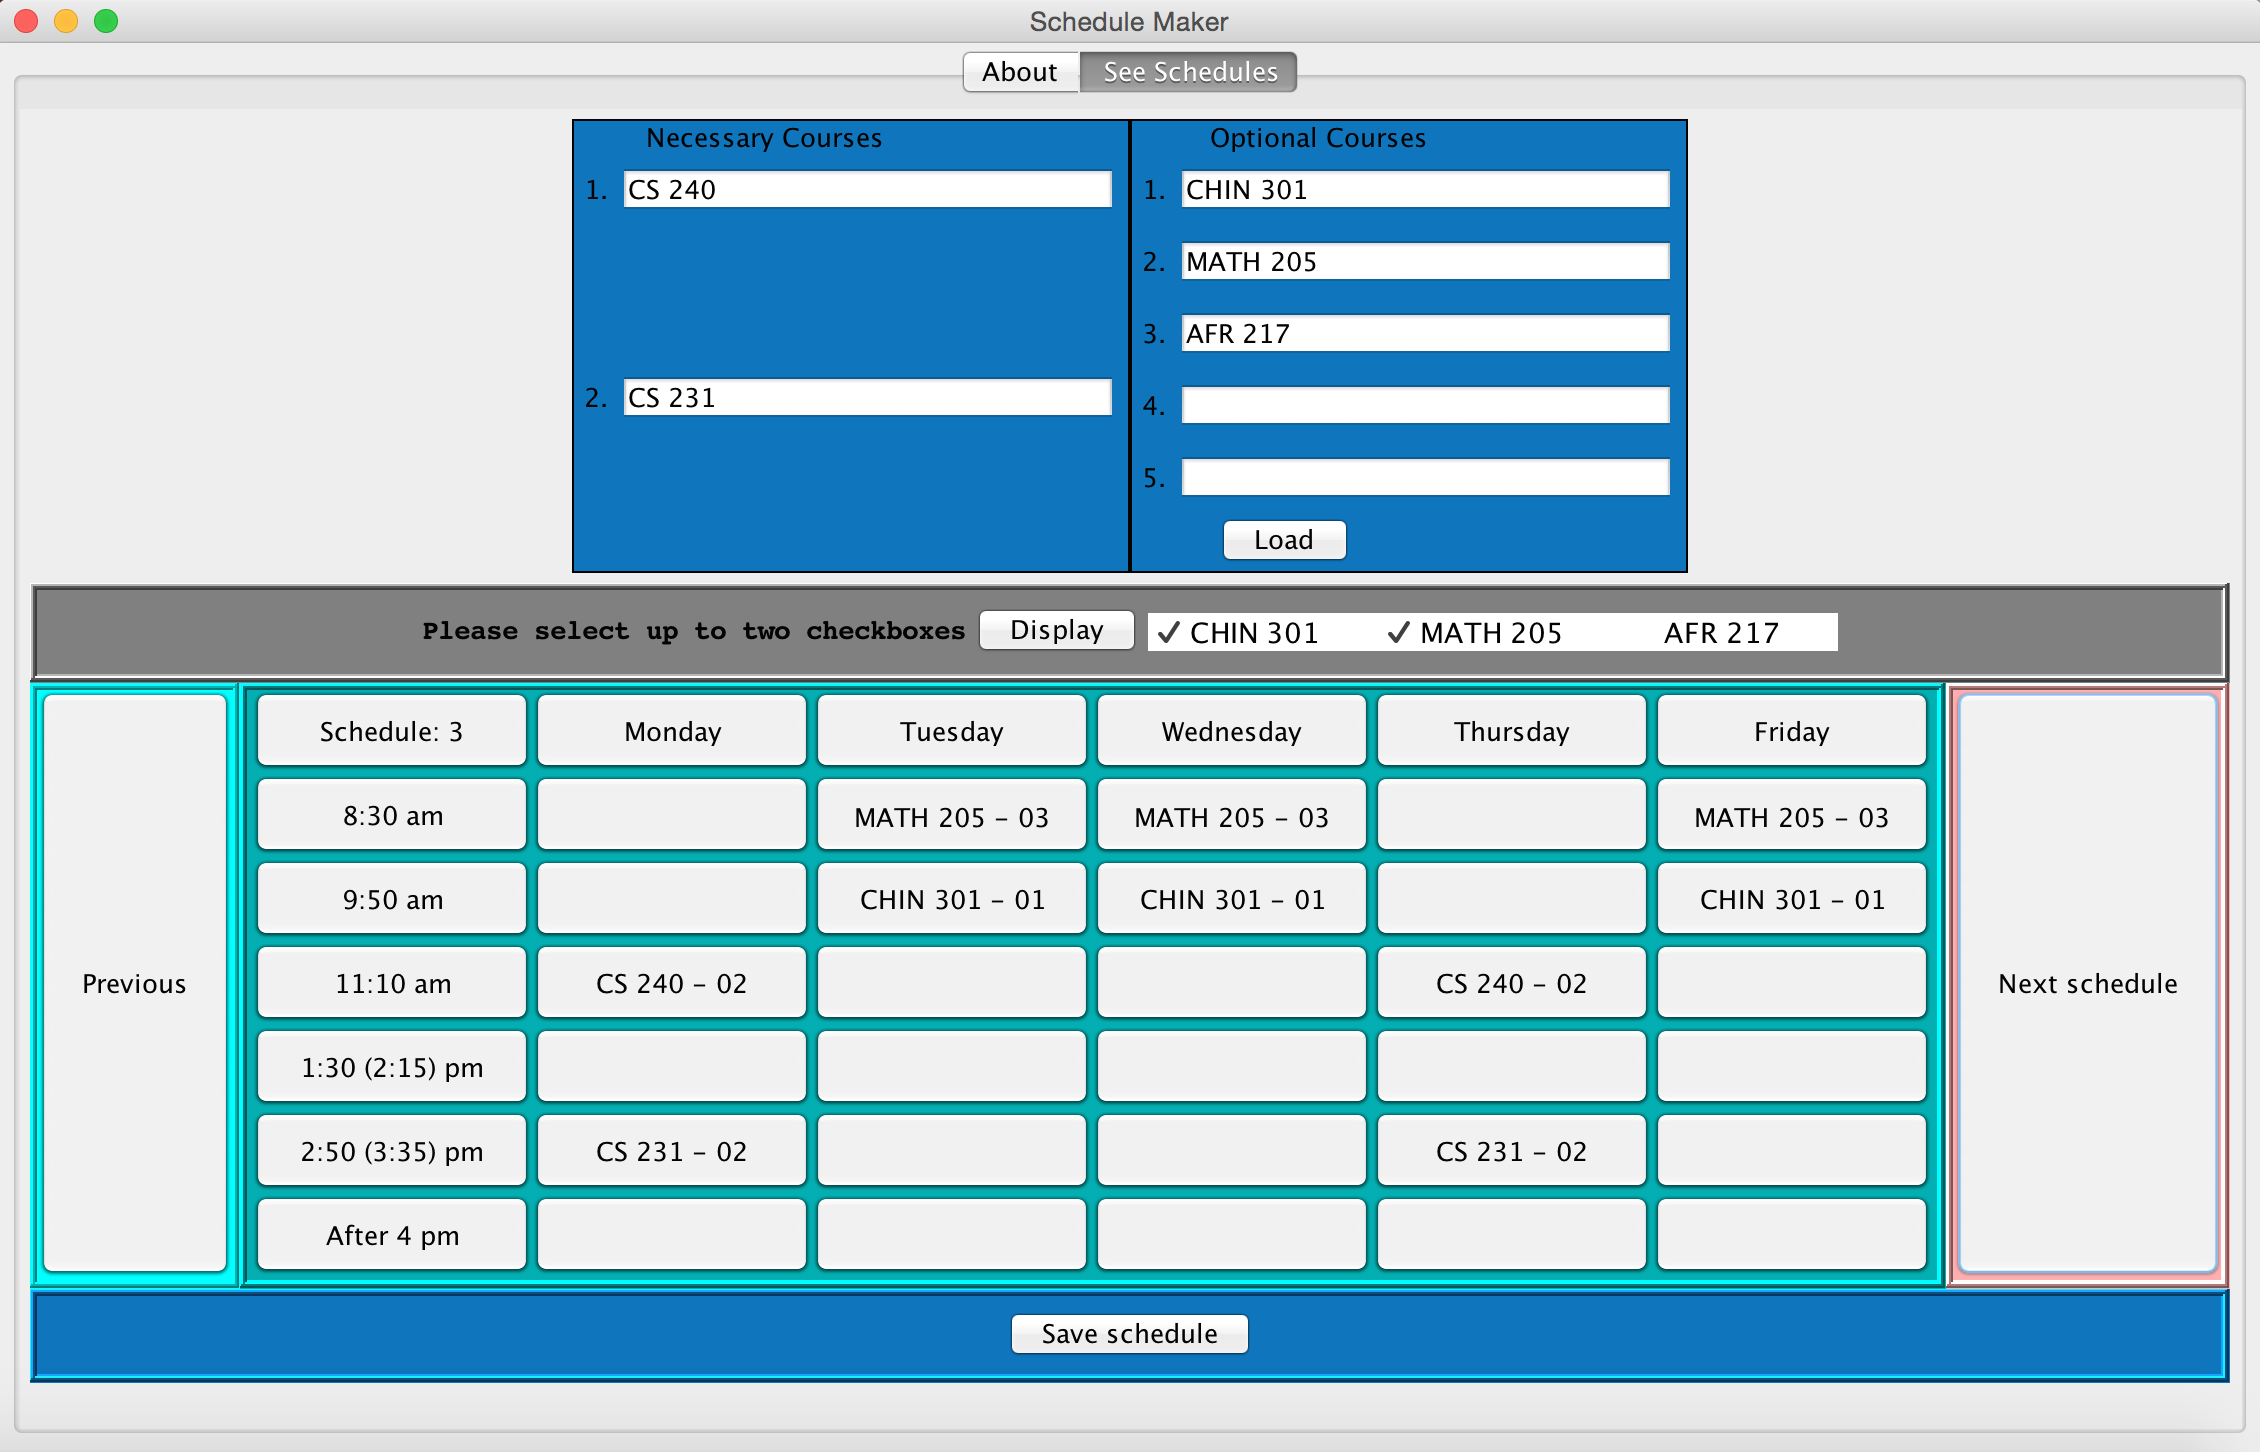 Schedule Maker
About See Schedules
Necessary Courses
1. CS 240
2. CS 231
Optional Courses
1. CHIN 301
2. MATH 205
3. AFR 217
4.
5.
Load
Please select up to two checkboxes Display ✓ CHIN 301 ✓ MATH 205 AFR 217
Previous
Schedule: 3 Monday Tuesday Wednesday Thursday Friday
8:30 am MATH 205 - 03 MATH 205 - 03 MATH 205 - 03
9:50 am CHIN 301 - 01 CHIN 301 - 01 CHIN 301 - 01
11:10 am CS 240 - 02 CS 240 - 02
1:30 (2:15) pm
2:50 (3:35) pm CS 231 - 02 CS 231 - 02
After 4 pm
Next schedule
Save schedule